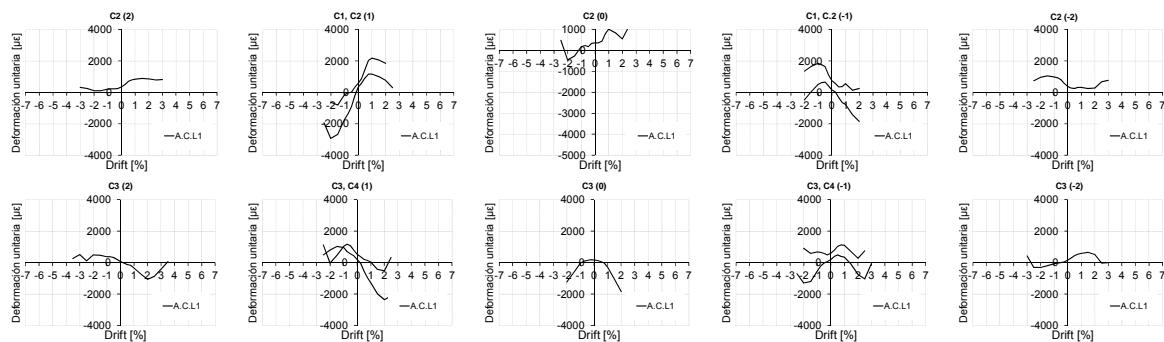 C2 (2)
Deformación unitaria [με]
4000
2000
0
-2000
-4000
-7 -6 -5 -4 -3 -2 -1 0 1 2 3 4 5 6 7
A.C.L1
Drift [%]
C1, C2 (1)
Deformación unitaria [με]
4000
2000
0
-2000
-4000
-7 -6 -5 -4 -3 -2 -1 0 1 2 3 4 5 6 7
A.C.L1
Drift [%]
C2 (0)
Deformación unitaria [με]
1000
0
-1000
-2000
-3000
-4000
-5000
-7 -6 -5 -4 -3 -2 -1 0 1 2 3 4 5 6 7
A.C.L1
Drift [%]
C1, C.2 (-1)
Deformación unitaria [με]
4000
2000
0
-2000
-4000
-7 -6 -5 -4 -3 -2 -1 0 1 2 3 4 5 6 7
A.C.L1
Drift [%]
C2 (-2)
Deformación unitaria [με]
4000
2000
0
-2000
-4000
-7 -6 -5 -4 -3 -2 -1 0 1 2 3 4 5 6 7
A.C.L1
Drift [%]
C3 (2)
Deformación unitaria [με]
4000
2000
0
-2000
-4000
-7 -6 -5 -4 -3 -2 -1 0 1 2 3 4 5 6 7
A.C.L1
Drift [%]
C3, C4 (1)
Deformación unitaria [με]
4000
2000
0
-2000
-4000
-7 -6 -5 -4 -3 -2 -1 0 1 2 3 4 5 6 7
A.C.L1
Drift [%]
C3 (0)
Deformación unitaria [με]
4000
2000
0
-2000
-4000
-7 -6 -5 -4 -3 -2 -1 0 1 2 3 4 5 6 7
A.C.L1
Drift [%]
C3, C4 (-1)
Deformación unitaria [με]
4000
2000
0
-2000
-4000
-7 -6 -5 -4 -3 -2 -1 0 1 2 3 4 5 6 7
A.C.L1
Drift [%]
C3 (-2)
Deformación unitaria [με]
4000
2000
0
-2000
-4000
-7 -6 -5 -4 -3 -2 -1 0 1 2 3 4 5 6 7
A.C.L1
Drift [%]